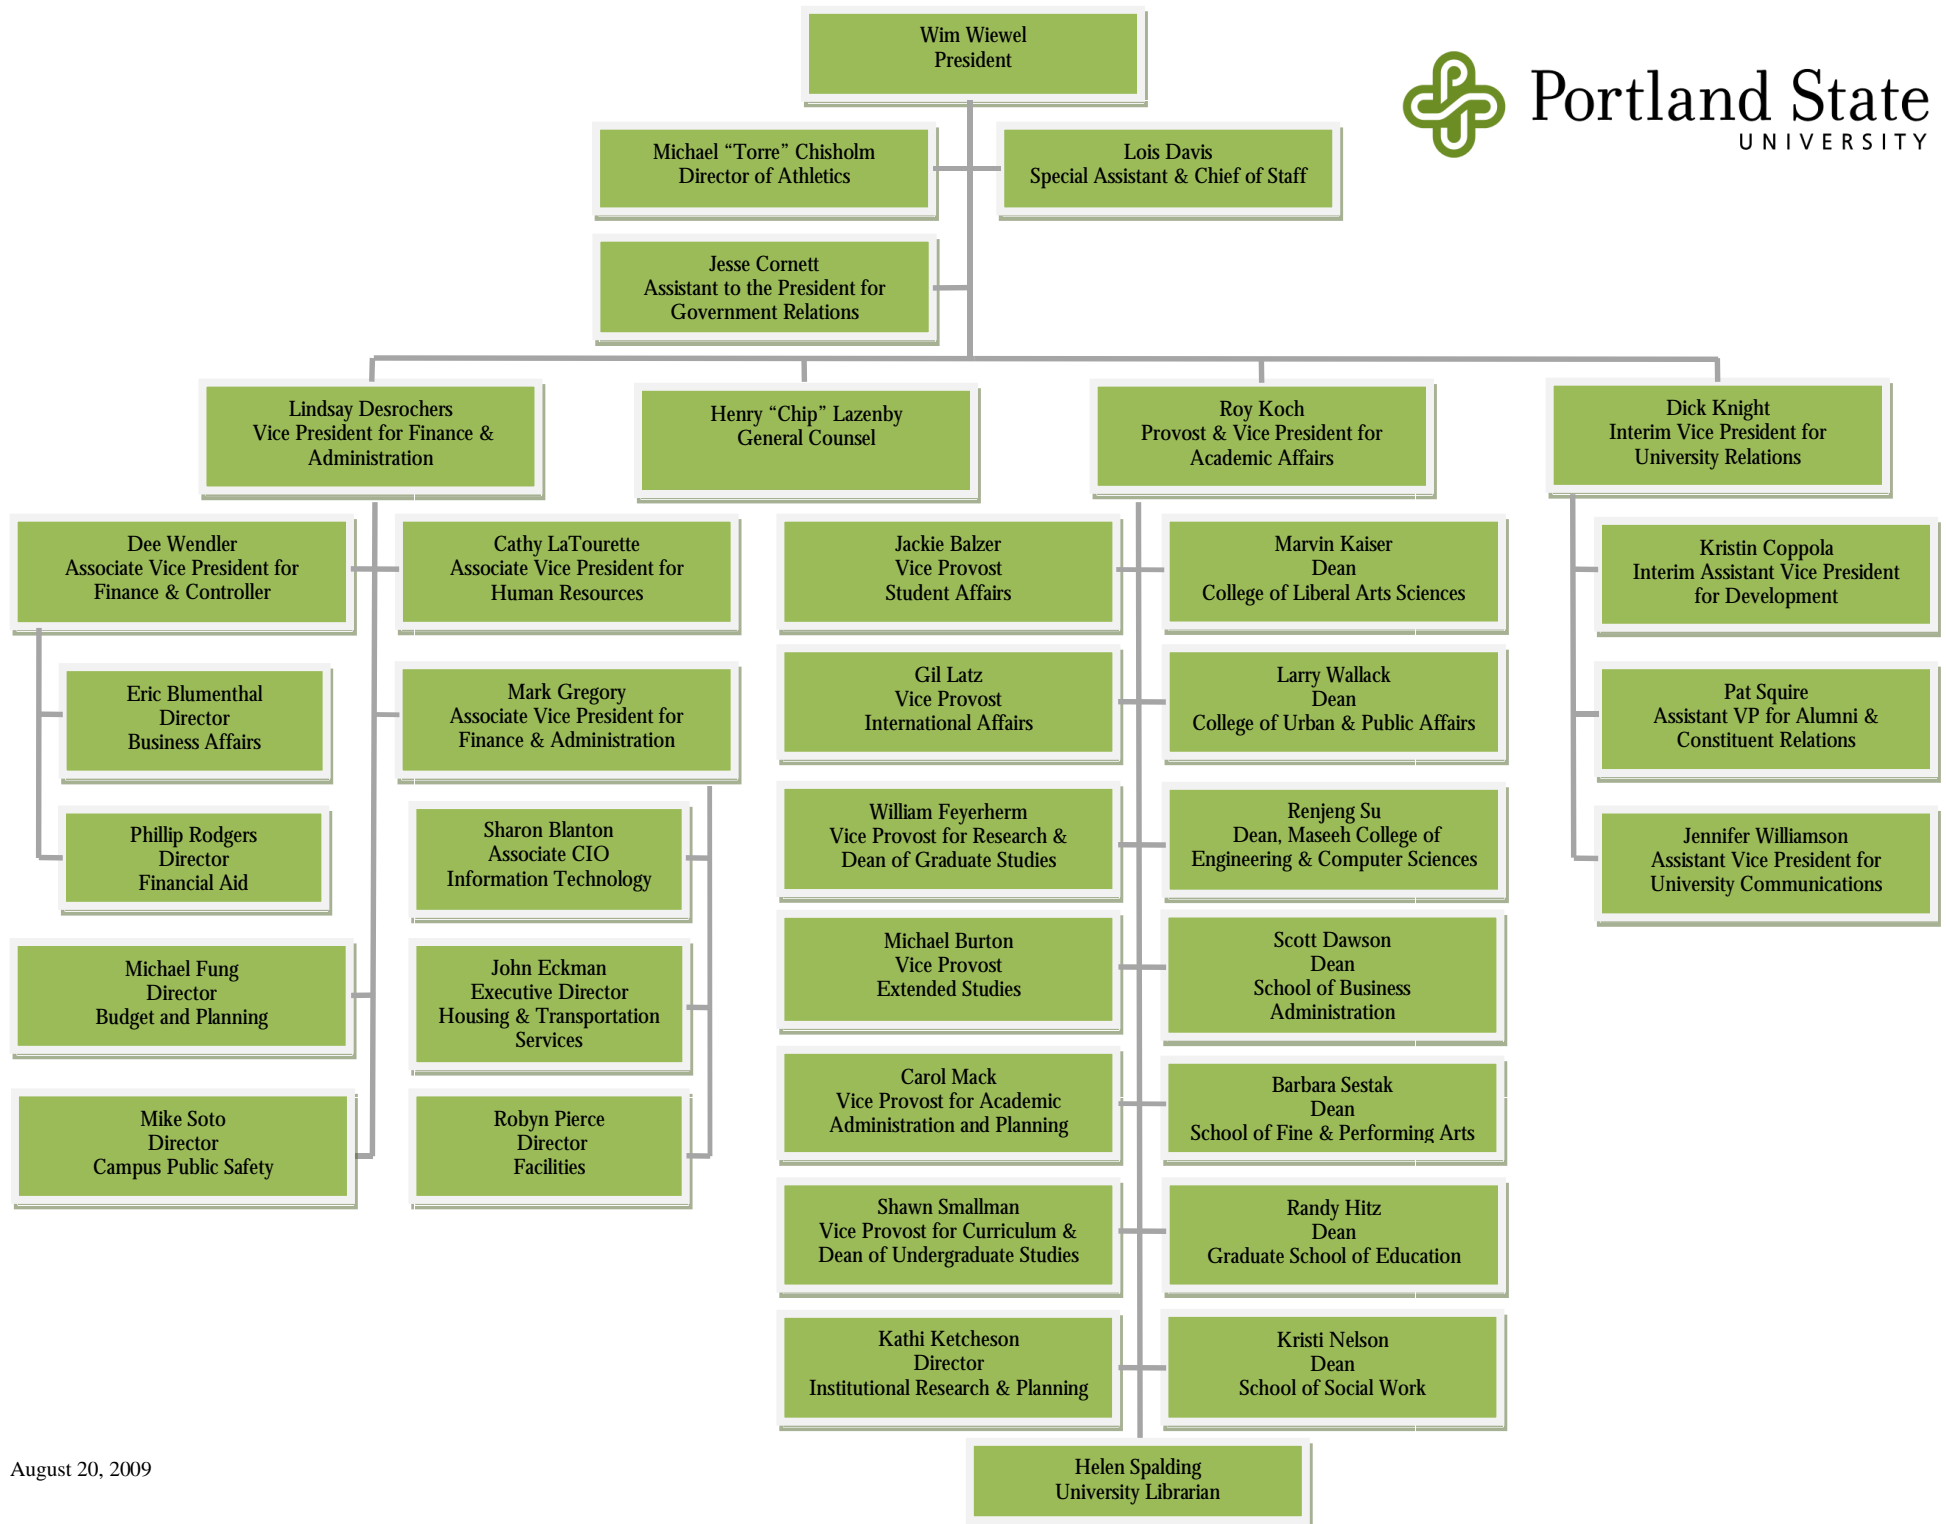 Wim Wiewel
President
Portland State
UNIVERSITY
Michael “Torre” Chisholm
Director of Athletics
Lois Davis
Special Assistant & Chief of Staff
Jesse Cornett
Assistant to the President for
Government Relations
Lindsay Desrochers
Vice President for Finance &
Administration
Henry “Chip” Lazenby
General Counsel
Roy Koch
Provost & Vice President for
Academic Affairs
Dick Knight
Interim Vice President for
University Relations
Dee Wendler
Associate Vice President for
Finance & Controller
Cathy LaTourette
Associate Vice President for
Human Resources
Eric Blumenthal
Director
Business Affairs
Mark Gregory
Associate Vice President for
Finance & Administration
Phillip Rodgers
Director
Financial Aid
Sharon Blanton
Associate CIO
Information Technology
Michael Fung
Director
Budget and Planning
John Eckman
Executive Director
Housing & Transportation
Services
Mike Soto
Director
Campus Public Safety
Robyn Pierce
Director
Facilities
Jackie Balzer
Vice Provost
Student Affairs
Marvin Kaiser
Dean
College of Liberal Arts Sciences
Gil Latz
Vice Provost
International Affairs
Larry Wallack
Dean
College of Urban & Public Affairs
William Feyerherm
Vice Provost for Research &
Dean of Graduate Studies
Renjeng Su
Dean, Maseeh College of
Engineering & Computer Sciences
Michael Burton
Vice Provost
Extended Studies
Scott Dawson
Dean
School of Business
Administration
Carol Mack
Vice Provost for Academic
Administration and Planning
Barbara Sestak
Dean
School of Fine & Performing Arts
Shawn Smallman
Vice Provost for Curriculum &
Dean of Undergraduate Studies
Randy Hitz
Dean
Graduate School of Education
Kathi Ketcheson
Director
Institutional Research & Planning
Kristi Nelson
Dean
School of Social Work
Helen Spalding
University Librarian
Kristin Coppola
Interim Assistant Vice President
for Development
Pat Squire
Assistant VP for Alumni &
Constituent Relations
Jennifer Williamson
Assistant Vice President for
University Communications
August 20, 2009